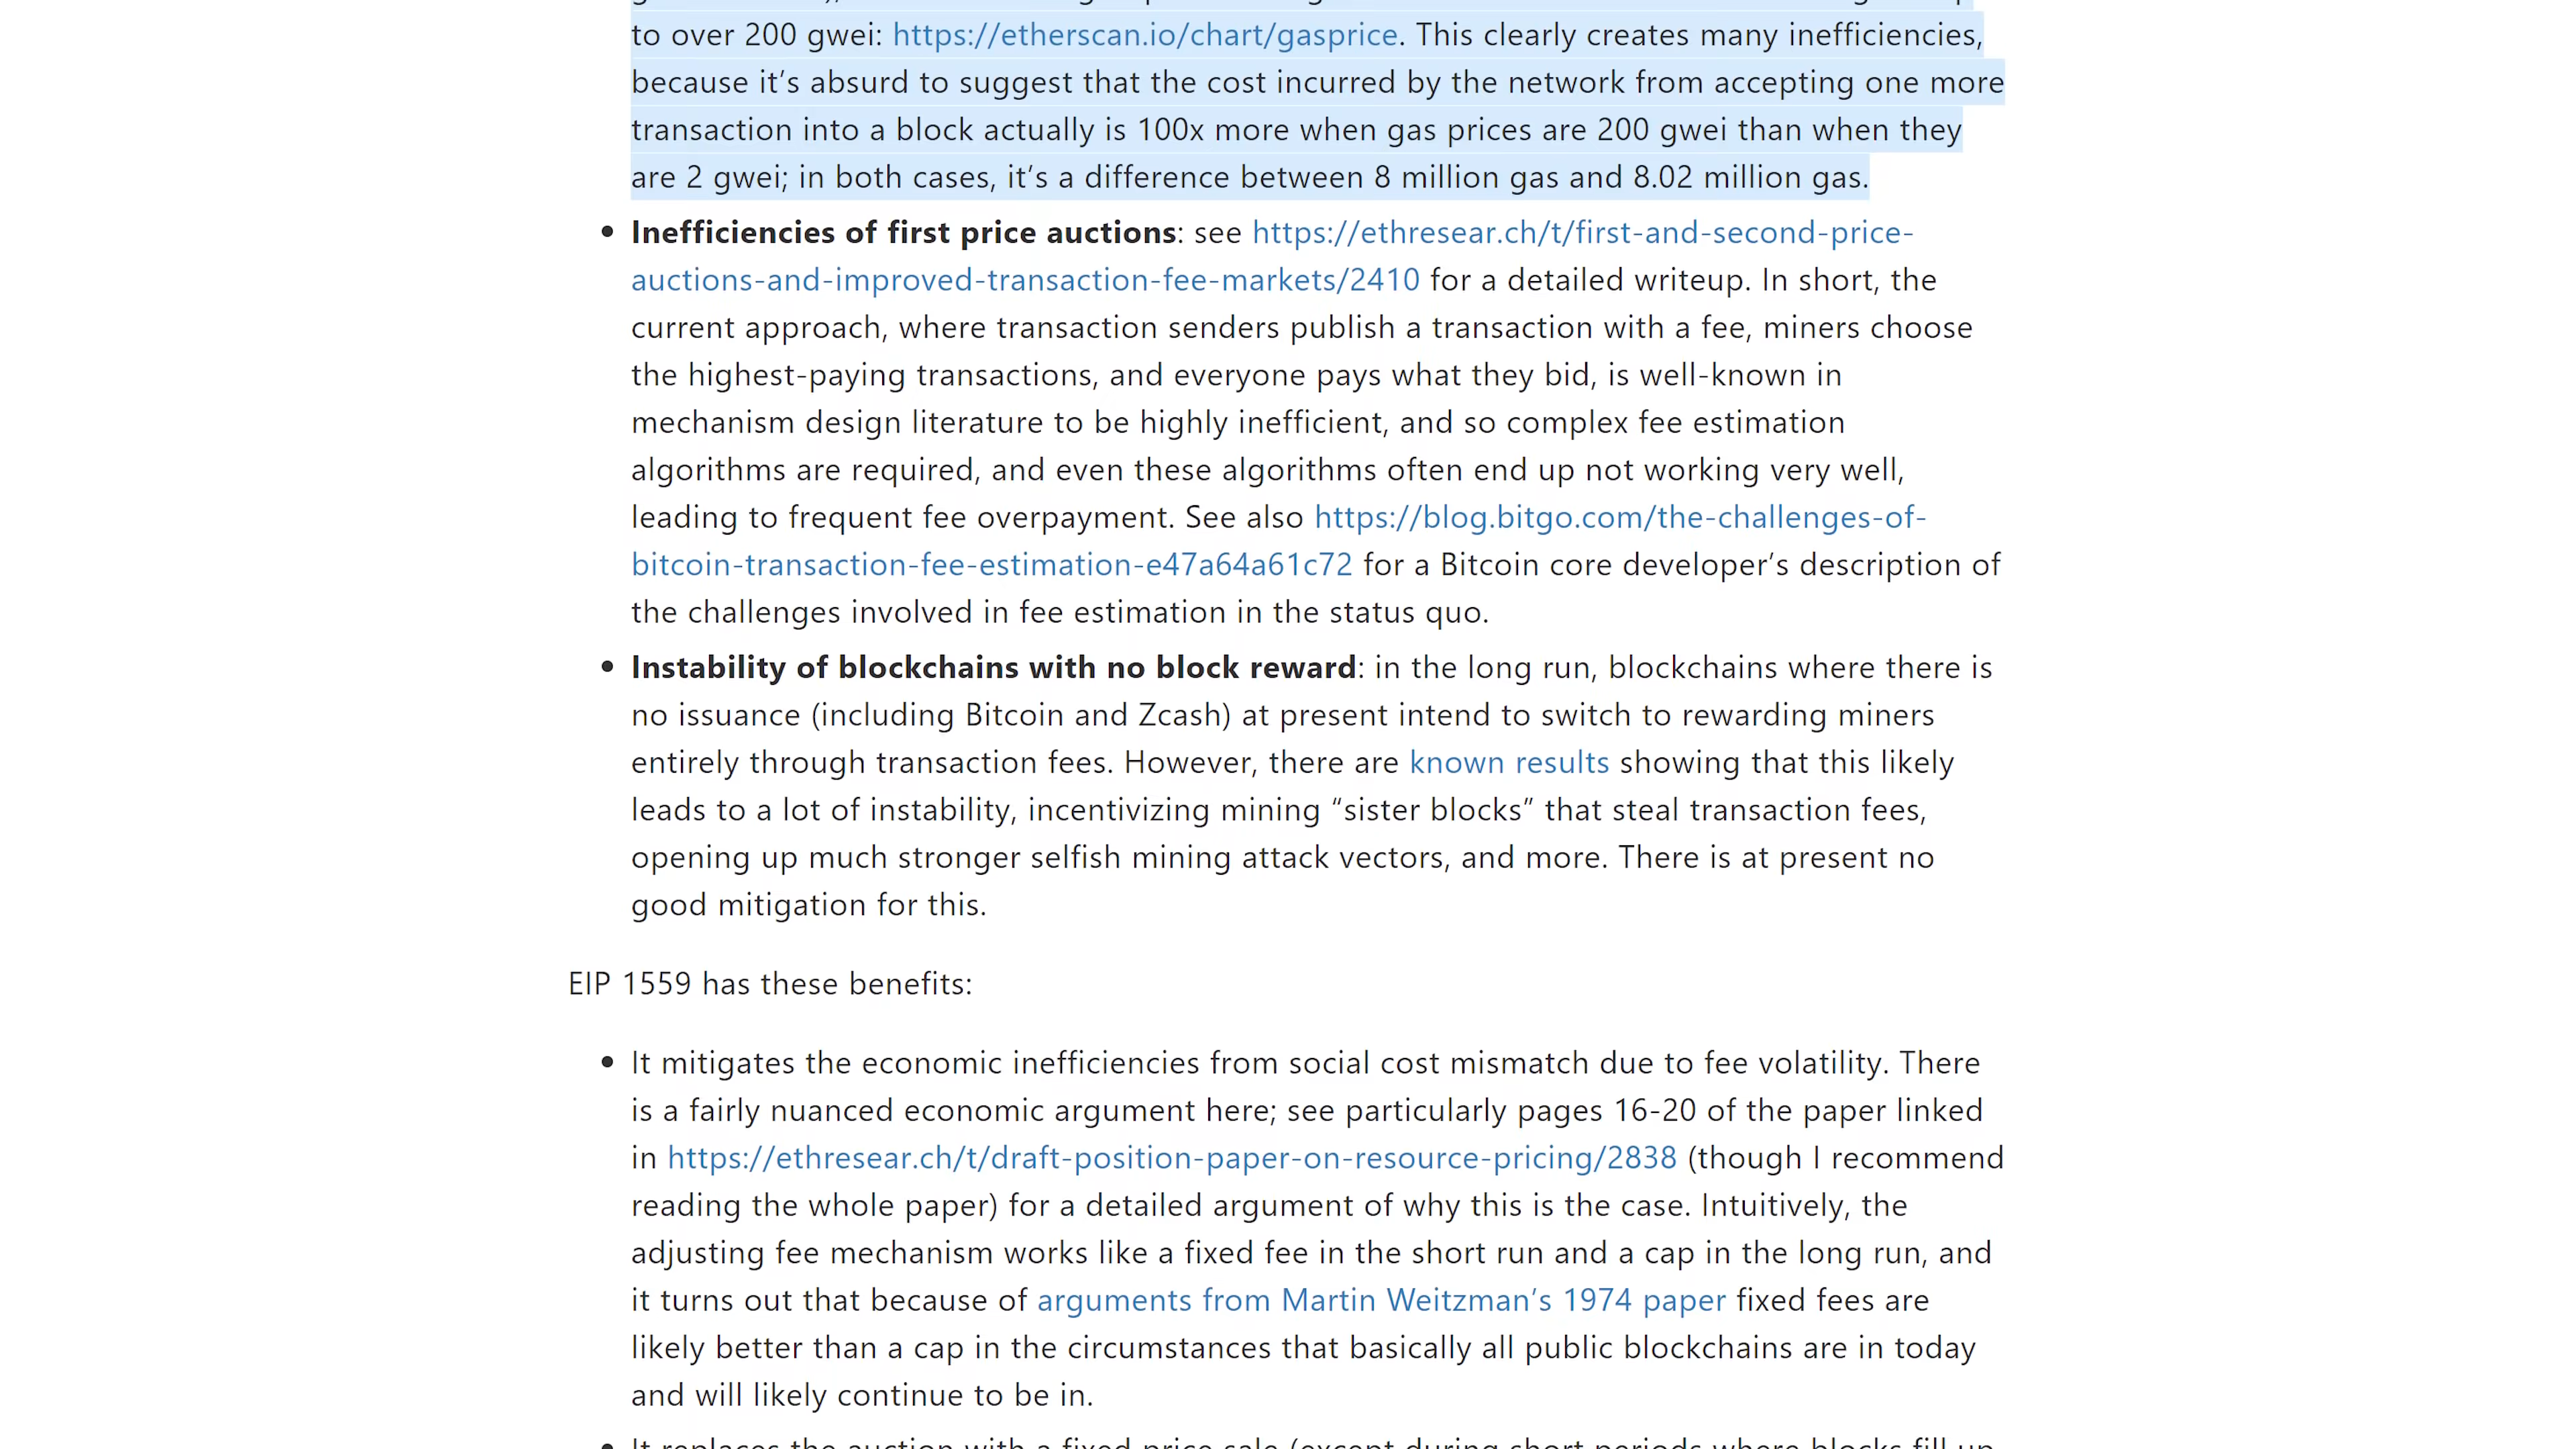 to over 200 gwei: https://etherscan.io/chart/gasprice. This clearly creates many inefficiencies,
because it’s absurd to suggest that the cost incurred by the network from accepting one more
transaction into a block actually is 100x more when gas prices are 200 gwei than when they
are 2 gwei; in both cases, it’s a difference between 8 million gas and 8.02 million gas.
• Inefficiencies of first price auctions: see https://ethresear.ch/t/first-and-second-price-
auctions-and-improved-transaction-fee-markets/2410 for a detailed writeup. In short, the
current approach, where transaction senders publish a transaction with a fee, miners choose
the highest-paying transactions, and everyone pays what they bid, is well-known in
mechanism design literature to be highly inefficient, and so complex fee estimation
algorithms are required, and even these algorithms often end up not working very well,
leading to frequent fee overpayment. See also https://blog.bitgo.com/the-challenges-of-
bitcoin-transaction-fee-estimation-e47a64a61c72 for a Bitcoin core developer’s description of
the challenges involved in fee estimation in the status quo.
• Instability of blockchains with no block reward: in the long run, blockchains where there is
no issuance (including Bitcoin and Zcash) at present intend to switch to rewarding miners
entirely through transaction fees. However, there are known results showing that this likely
leads to a lot of instability, incentivizing mining “sister blocks” that steal transaction fees,
opening up much stronger selfish mining attack vectors, and more. There is at present no
good mitigation for this.
EIP 1559 has these benefits:
• It mitigates the economic inefficiencies from social cost mismatch due to fee volatility. There
is a fairly nuanced economic argument here; see particularly pages 16-20 of the paper linked
in https://ethresear.ch/t/draft-position-paper-on-resource-pricing/2838 (though I recommend
reading the whole paper) for a detailed argument of why this is the case. Intuitively, the
adjusting fee mechanism works like a fixed fee in the short run and a cap in the long run, and
it turns out that because of arguments from Martin Weitzman’s 1974 paper fixed fees are
likely better than a cap in the circumstances that basically all public blockchains are in today
and will likely continue to be in.
• It replaces the auction with a fixed price sale (except during short periods where blocks fill up